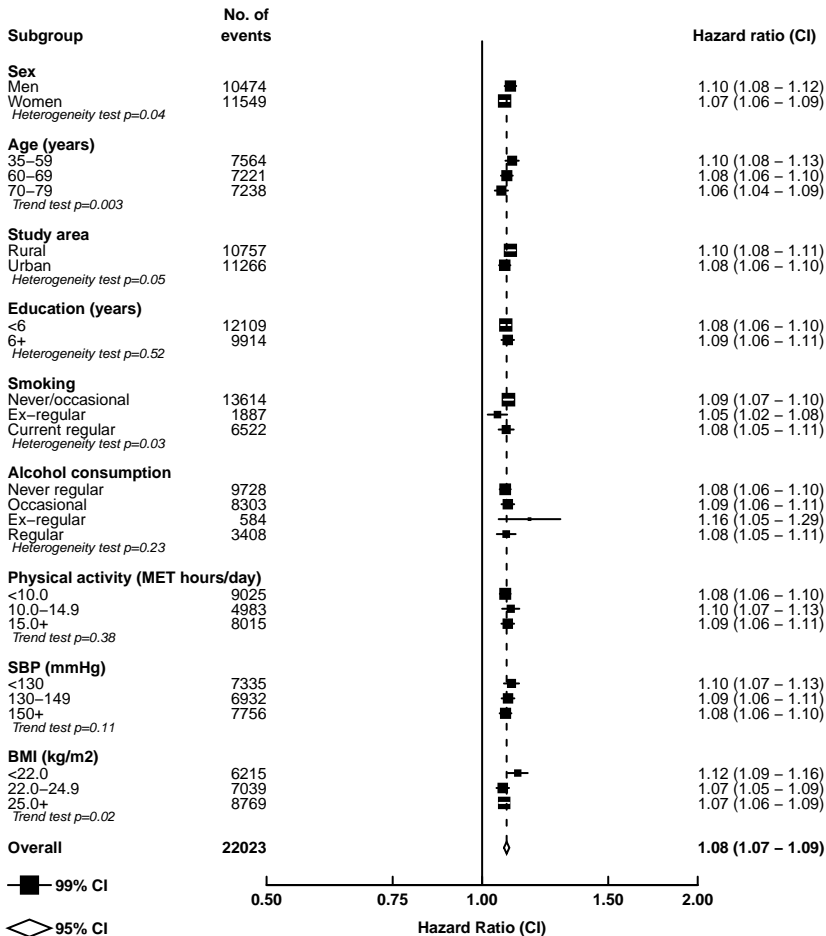 Subgroup No. of events Hazard ratio (CI)
Sex
Men 10474 1.10 (1.08 − 1.12)
Women 11549 1.07 (1.06 − 1.09)
Heterogeneity test p=0.04
Age (years)
35−59 7564 1.10 (1.08 − 1.13)
60−69 7221 1.08 (1.06 − 1.10)
70−79 7238 1.06 (1.04 − 1.09)
Trend test p=0.003
Study area
Rural 10757 1.10 (1.08 − 1.11)
Urban 11266 1.08 (1.06 − 1.10)
Heterogeneity test p=0.05
Education (years)
<6 12109 1.08 (1.06 − 1.10)
6+ 9914 1.09 (1.06 − 1.11)
Heterogeneity test p=0.52
Smoking
Never/occasional 13614 1.09 (1.07 − 1.10)
Ex−regular 1887 1.05 (1.02 − 1.08)
Current regular 6522 1.08 (1.05 − 1.11)
Heterogeneity test p=0.03
Alcohol consumption
Never regular 9728 1.08 (1.06 − 1.10)
Occasional 8303 1.09 (1.06 − 1.11)
Ex−regular 584 1.16 (1.05 − 1.29)
Regular 3408 1.08 (1.05 − 1.11)
Heterogeneity test p=0.23
Physical activity (MET hours/day)
<10.0 9025 1.08 (1.06 − 1.10)
10.0−14.9 4983 1.10 (1.07 − 1.13)
15.0+ 8015 1.09 (1.06 − 1.11)
Trend test p=0.38
SBP (mmHg)
<130 7335 1.10 (1.07 − 1.13)
130−149 6932 1.09 (1.06 − 1.11)
150+ 7756 1.08 (1.06 − 1.10)
Trend test p=0.11
BMI (kg/m2)
<22.0 6215 1.12 (1.09 − 1.16)
22.0−24.9 7039 1.07 (1.05 − 1.09)
25.0+ 8769 1.07 (1.06 − 1.09)
Trend test p=0.02
Overall 22023 1.08 (1.07 − 1.09)
99% CI
0.50 0.75 1.00 1.50 2.00
95% CI
Hazard Ratio (CI)